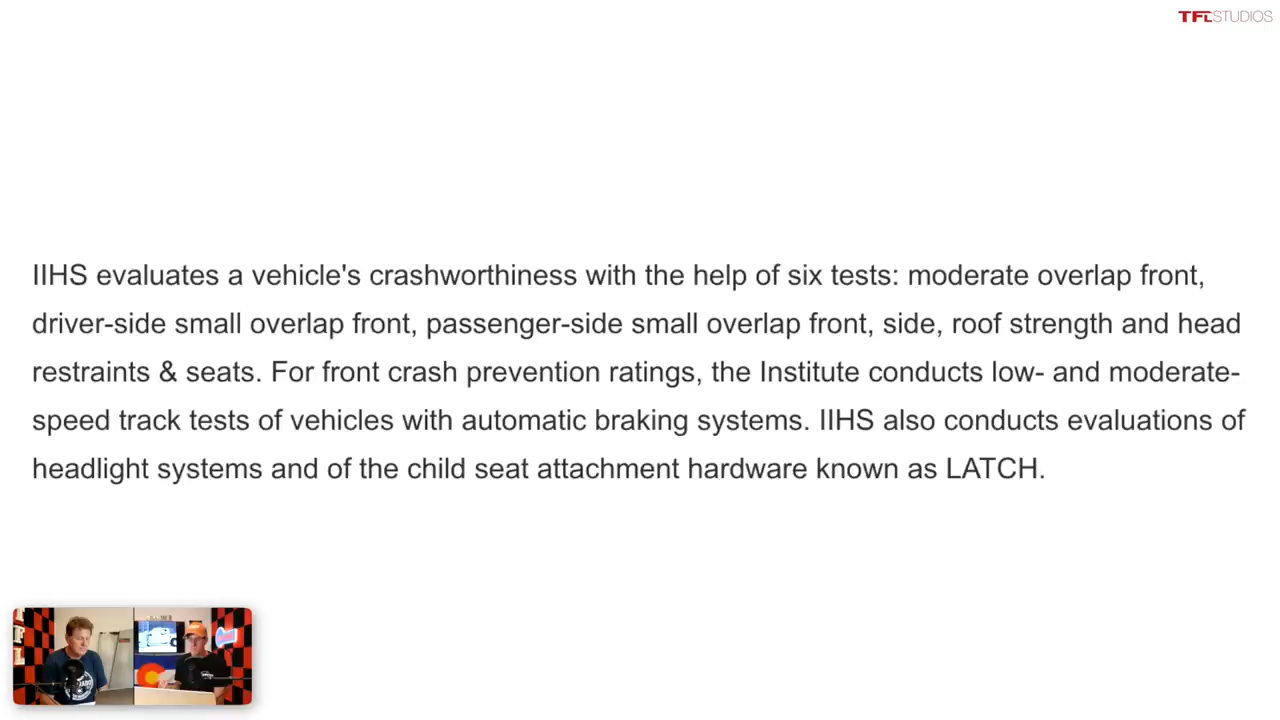 TFLSTUDIOS
IIHS evaluates a vehicle's crashworthiness with the help of six tests: moderate overlap front,
driver-side small overlap front, passenger-side small overlap front, side, roof strength and head
restraints & seats. For front crash prevention ratings, the Institute conducts low- and moderate-
speed track tests of vehicles with automatic braking systems. IIHS also conducts evaluations of
headlight systems and of the child seat attachment hardware known as LATCH.